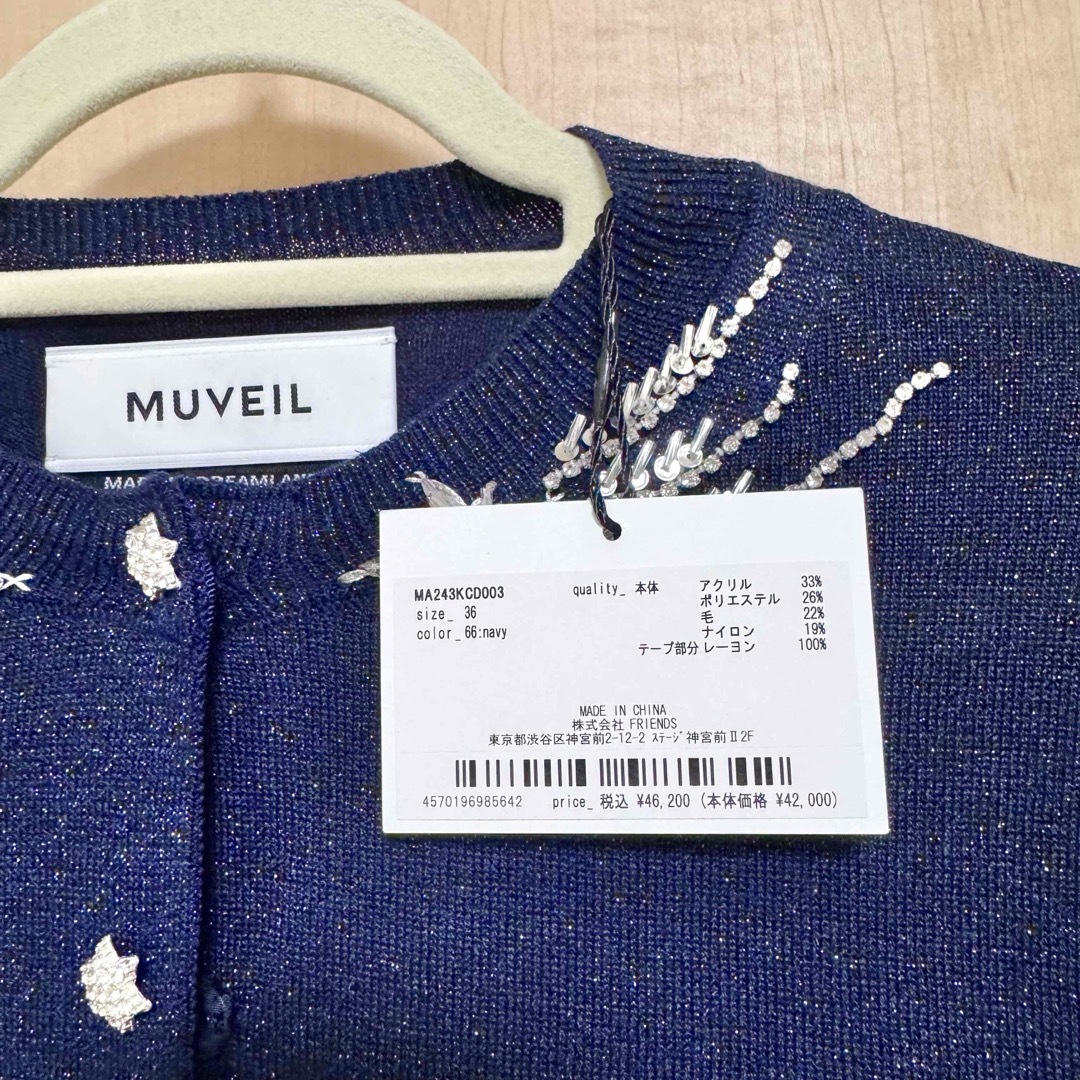 MUVEIL
MA243KCD003
size_ 36
color_66:navy
quality_ 本体 アクリル 33%
ポリエステル 26%
毛 22%
ナイロン 19%
テープ部分 レーヨン 100%
MADE IN CHINA
株式会社 FRIENDS
東京都渋谷区神宮前2-12-2 ｽﾃｰｼﾞ神宮前Ⅱ2F
4570196985642 price_ 税込 ¥46,200 (本体価格 ¥42,000)